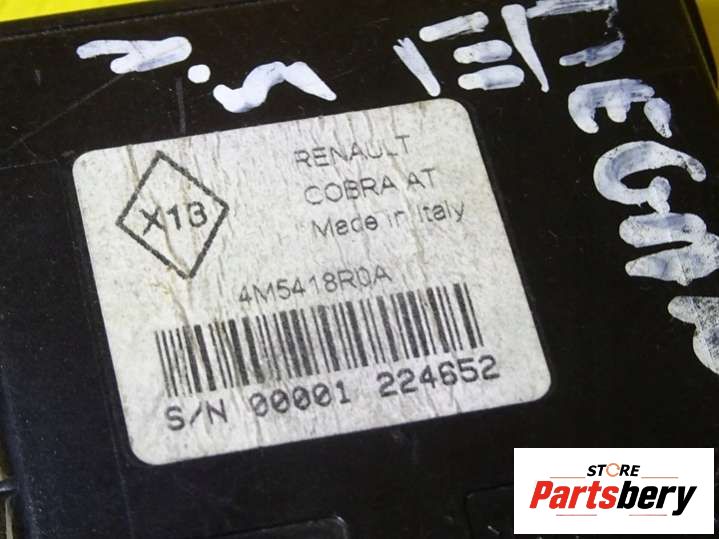 X13
RENAULT
COBRA AT
Made in Italy
4M5418R0A
S/N 00001 224652
STORE
Partsbery